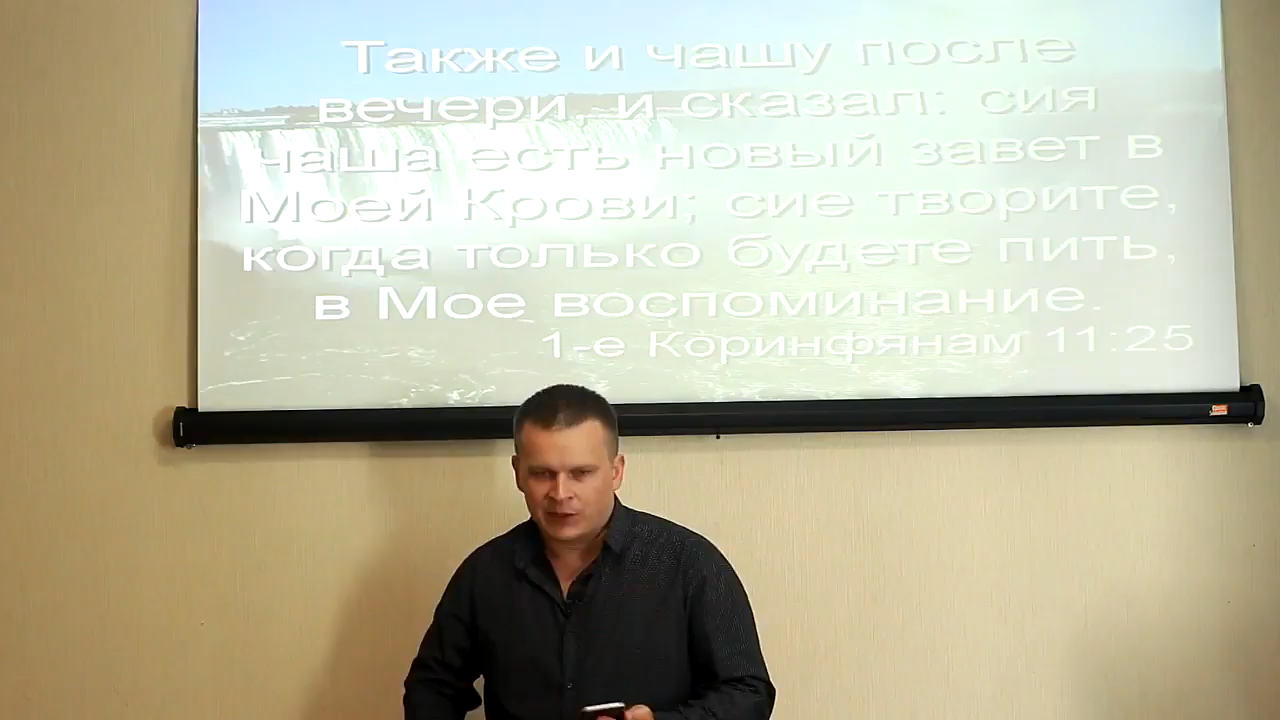 Также и чашу после
вечери, и сказал: сия
чаша есть новый завет в
Моей Крови; сие творите,
когда только будете пить,
в Мое воспоминание.
1-е Коринфянам 11:25